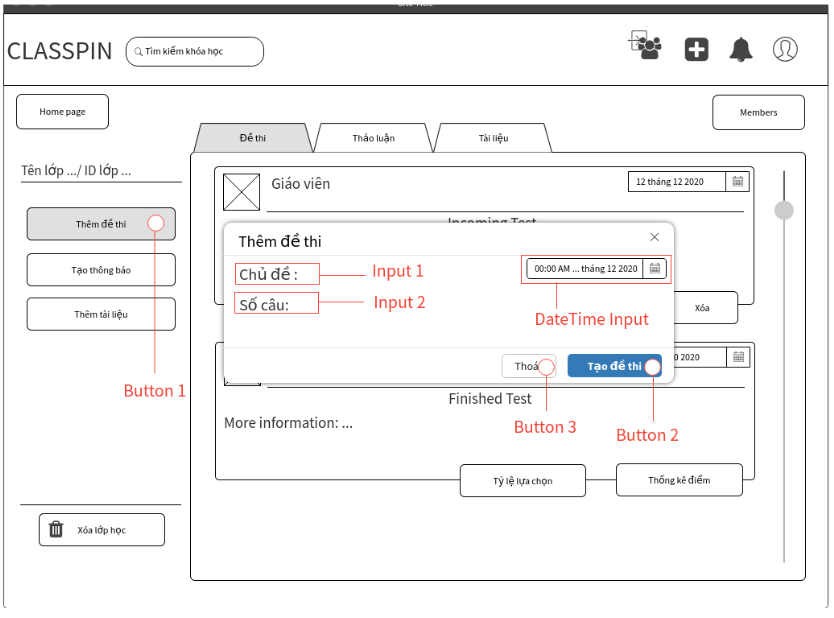 CLASSPIN
Tìm kiếm khóa học
Home page
Members
Đề thi
Thảo luận
Tài liệu
Tên lớp .../ ID lớp ...
Giáo viên
12 tháng 12 2020
Thêm đề thi
Incoming Test
Thêm đề thi
Tạo thông báo
Chủ đề :
Input 1
00:00 AM ... tháng 12 2020
Số câu:
Input 2
Thêm tài liệu
Xóa
DateTime Input
0 2020
Thoá
Tạo đề thi
Button 1
Finished Test
More information: ...
Button 3
Button 2
Tỷ lệ lựa chọn
Thống kê điểm
Xóa lớp học